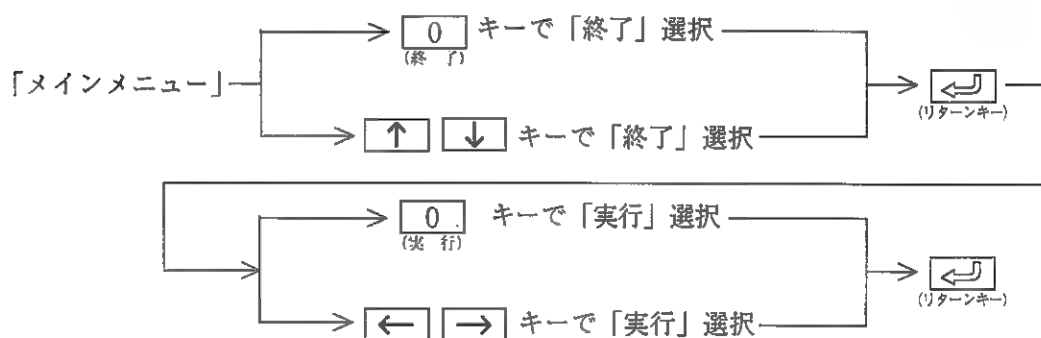 0 キーで「終了」選択
(終 了)
「メインメニュー」
(リターンキー)
↑ ↓ キーで「終了」選択
0 キーで「実行」選択
(実 行)
(リターンキー)
← → キーで「実行」選択